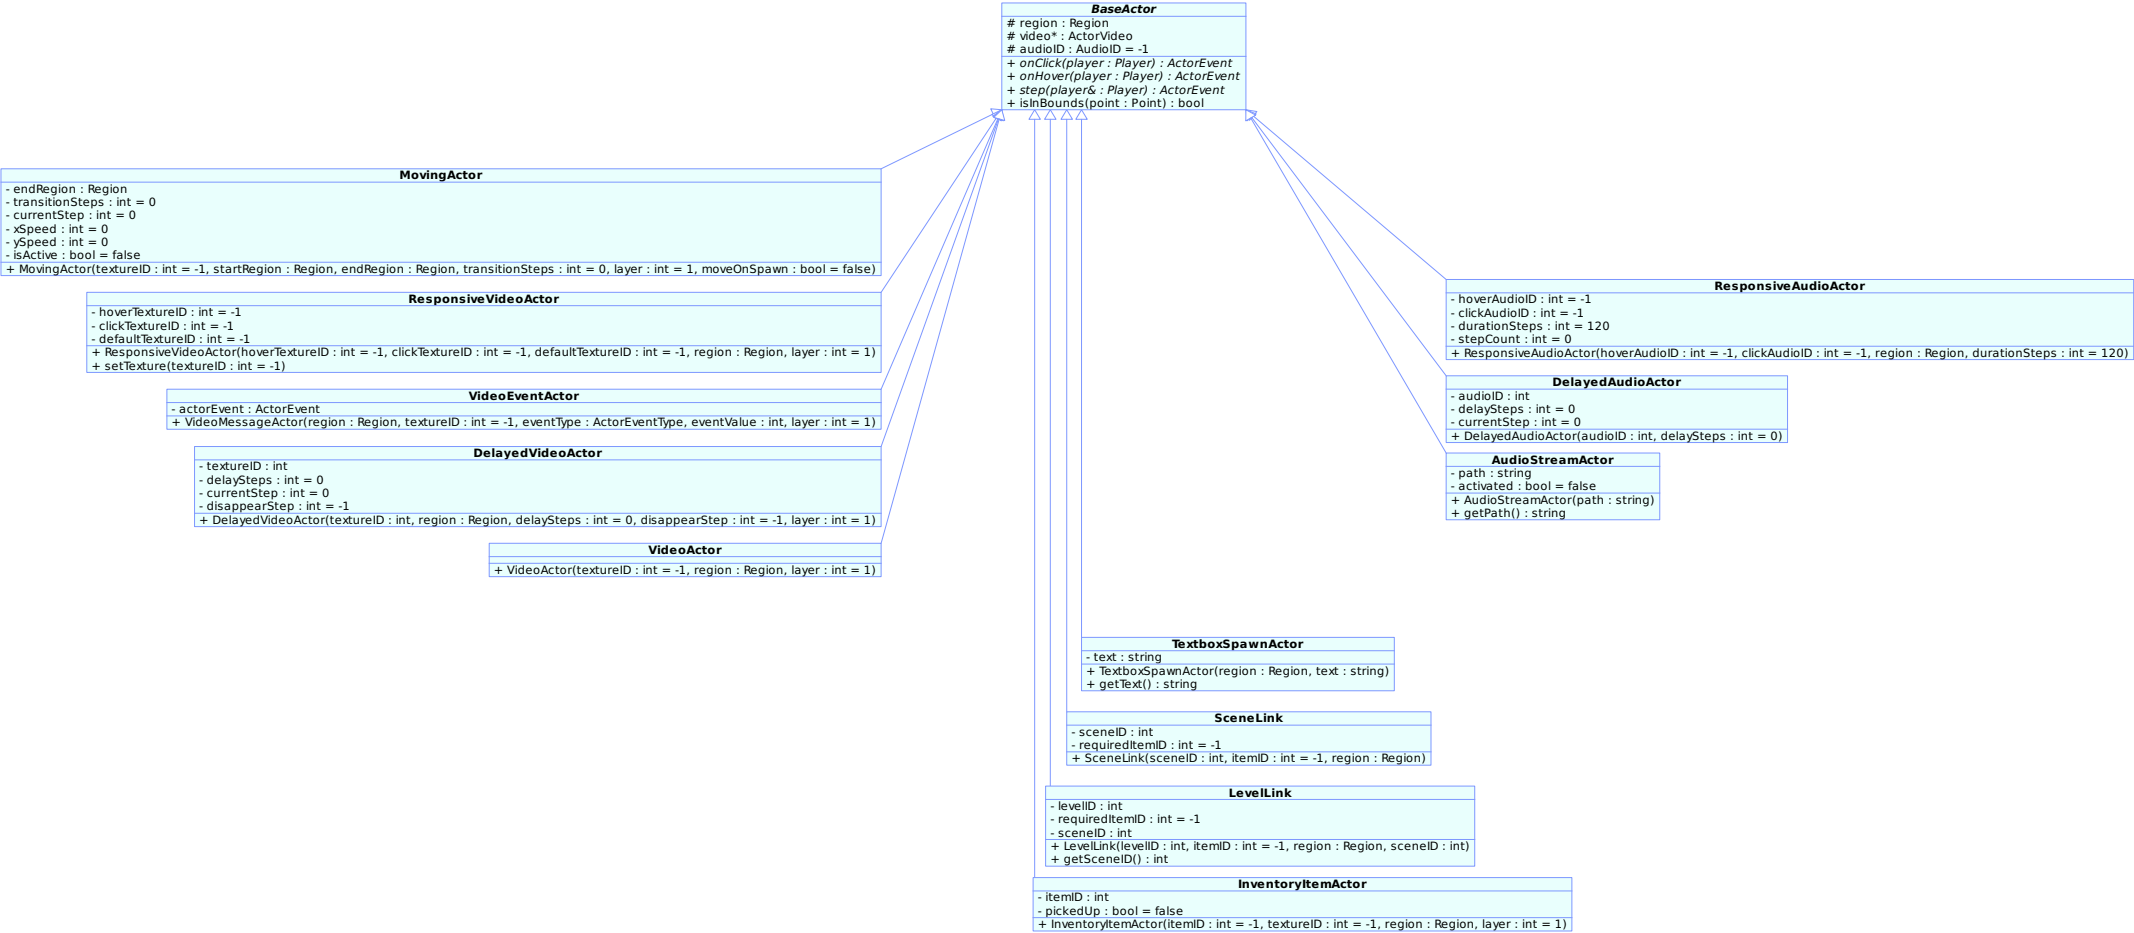 BaseActor
# region : Region
# video* : ActorVideo
# audioID : AudioID = -1
+ onClick(player : Player) : ActorEvent
+ onHover(player : Player) : ActorEvent
+ step(player& : Player) : ActorEvent
+ isInBounds(point : Point) : bool
MovingActor
- endRegion : Region
- transitionSteps : int = 0
- currentStep : int = 0
- xSpeed : int = 0
- ySpeed : int = 0
- isActive : bool = false
+ MovingActor(textureID : int = -1, startRegion : Region, endRegion : Region, transitionSteps : int = 0, layer : int = 1, moveOnSpawn : bool = false)
ResponsiveVideoActor
- hoverTextureID : int = -1
- clickTextureID : int = -1
- defaultTextureID : int = -1
+ ResponsiveVideoActor(hoverTextureID : int = -1, clickTextureID : int = -1, defaultTextureID : int = -1, region : Region, layer : int = 1)
+ setTexture(textureID : int = -1)
VideoEventActor
- actorEvent : ActorEvent
+ VideoMessageActor(region : Region, textureID : int = -1, eventType : ActorEventType, eventValue : int, layer : int = 1)
DelayedVideoActor
- textureID : int
- delaySteps : int = 0
- currentStep : int = 0
- disappearStep : int = -1
+ DelayedVideoActor(textureID : int, region : Region, delaySteps : int = 0, disappearStep : int = -1, layer : int = 1)
VideoActor
+ VideoActor(textureID : int = -1, region : Region, layer : int = 1)
ResponsiveAudioActor
- hoverAudioID : int = -1
- clickAudioID : int = -1
- durationSteps : int = 120
- stepCount : int = 0
+ ResponsiveAudioActor(hoverAudioID : int = -1, clickAudioID : int = -1, region : Region, durationSteps : int = 120)
DelayedAudioActor
- audioID : int
- delaySteps : int = 0
- currentStep : int = 0
+ DelayedAudioActor(audioID : int, delaySteps : int = 0)
AudioStreamActor
- path : string
- activated : bool = false
+ AudioStreamActor(path : string)
+ getPath() : string
TextboxSpawnActor
- text : string
+ TextboxSpawnActor(region : Region, text : string)
+ getText() : string
SceneLink
- sceneID : int
- requiredItemID : int = -1
+ SceneLink(sceneID : int, itemID : int = -1, region : Region)
LevelLink
- levelID : int
- requiredItemID : int = -1
- sceneID : int
+ LevelLink(levelID : int, itemID : int = -1, region : Region, sceneID : int)
+ getSceneID() : int
InventoryItemActor
- itemID : int
- pickedUp : bool = false
+ InventoryItemActor(itemID : int = -1, textureID : int = -1, region : Region, layer : int = 1)